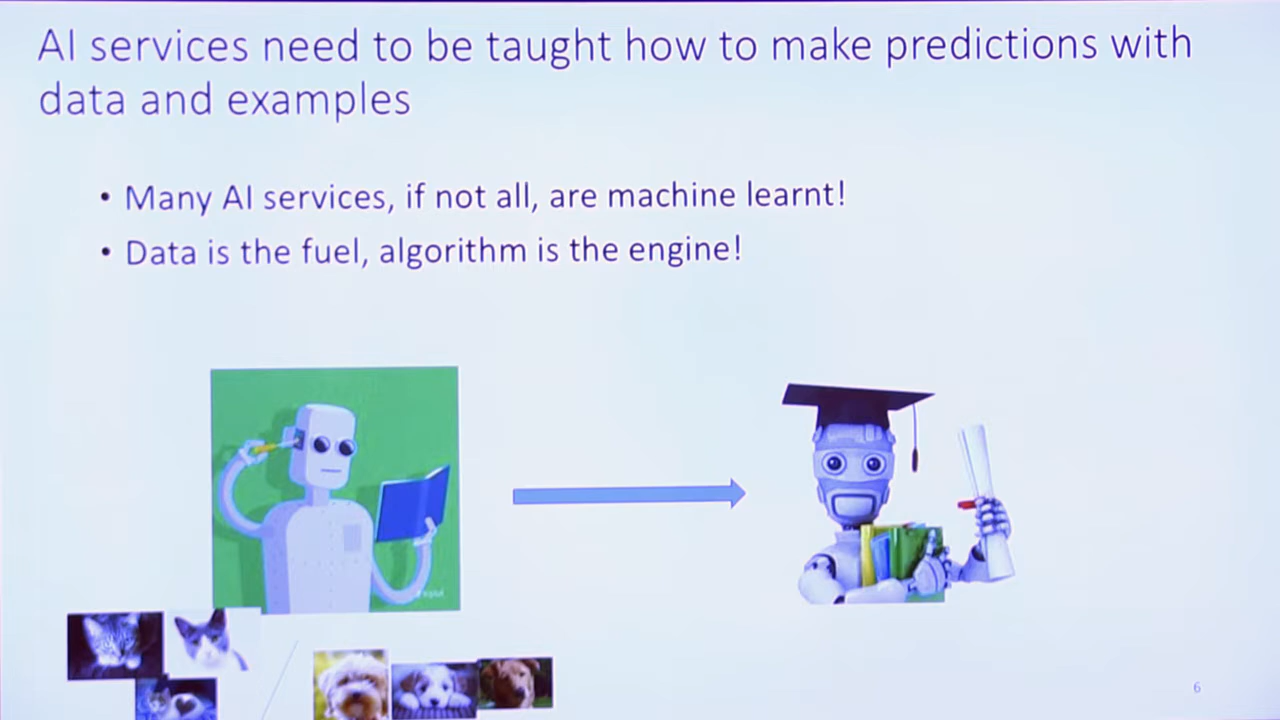 AI services need to be taught how to make predictions with
data and examples
• Many AI services, if not all, are machine learnt!
• Data is the fuel, algorithm is the engine!
6